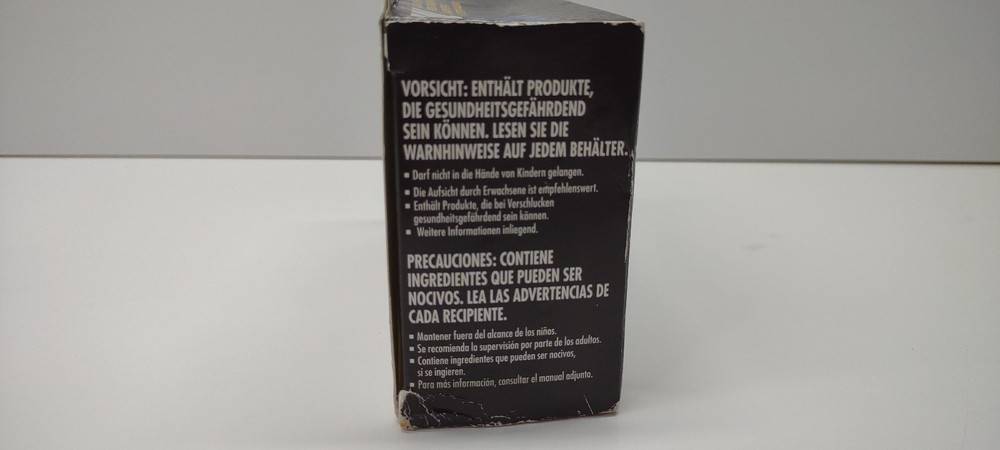 VORSICHT: ENTHÄLT PRODUKTE,
DIE GESUNDHEITSGEFÄHRDEND
SEIN KÖNNEN. LESEN SIE DIE
WARNHINWEISE AUF JEDEM BEHÄLTER.
▪ Darf nicht in die Hände von Kindern gelangen.
▪ Die Aufsicht durch Erwachsene ist empfehlenswert.
▪ Enthält Produkte, die bei Verschlucken
gesundheitsgefährdend sein können.
▪ Weitere Informationen inliegend.
PRECAUCIONES: CONTIENE
INGREDIENTES QUE PUEDEN SER
NOCIVOS. LEA LAS ADVERTENCIAS DE
CADA RECIPIENTE.
▪ Mantener fuera del alcance de los niños.
▪ Se recomienda la supervisión por parte de los adultos.
▪ Contiene ingredientes que pueden ser nocivos,
si se ingieren.
▪ Para más información, consultar el manual adjunto.